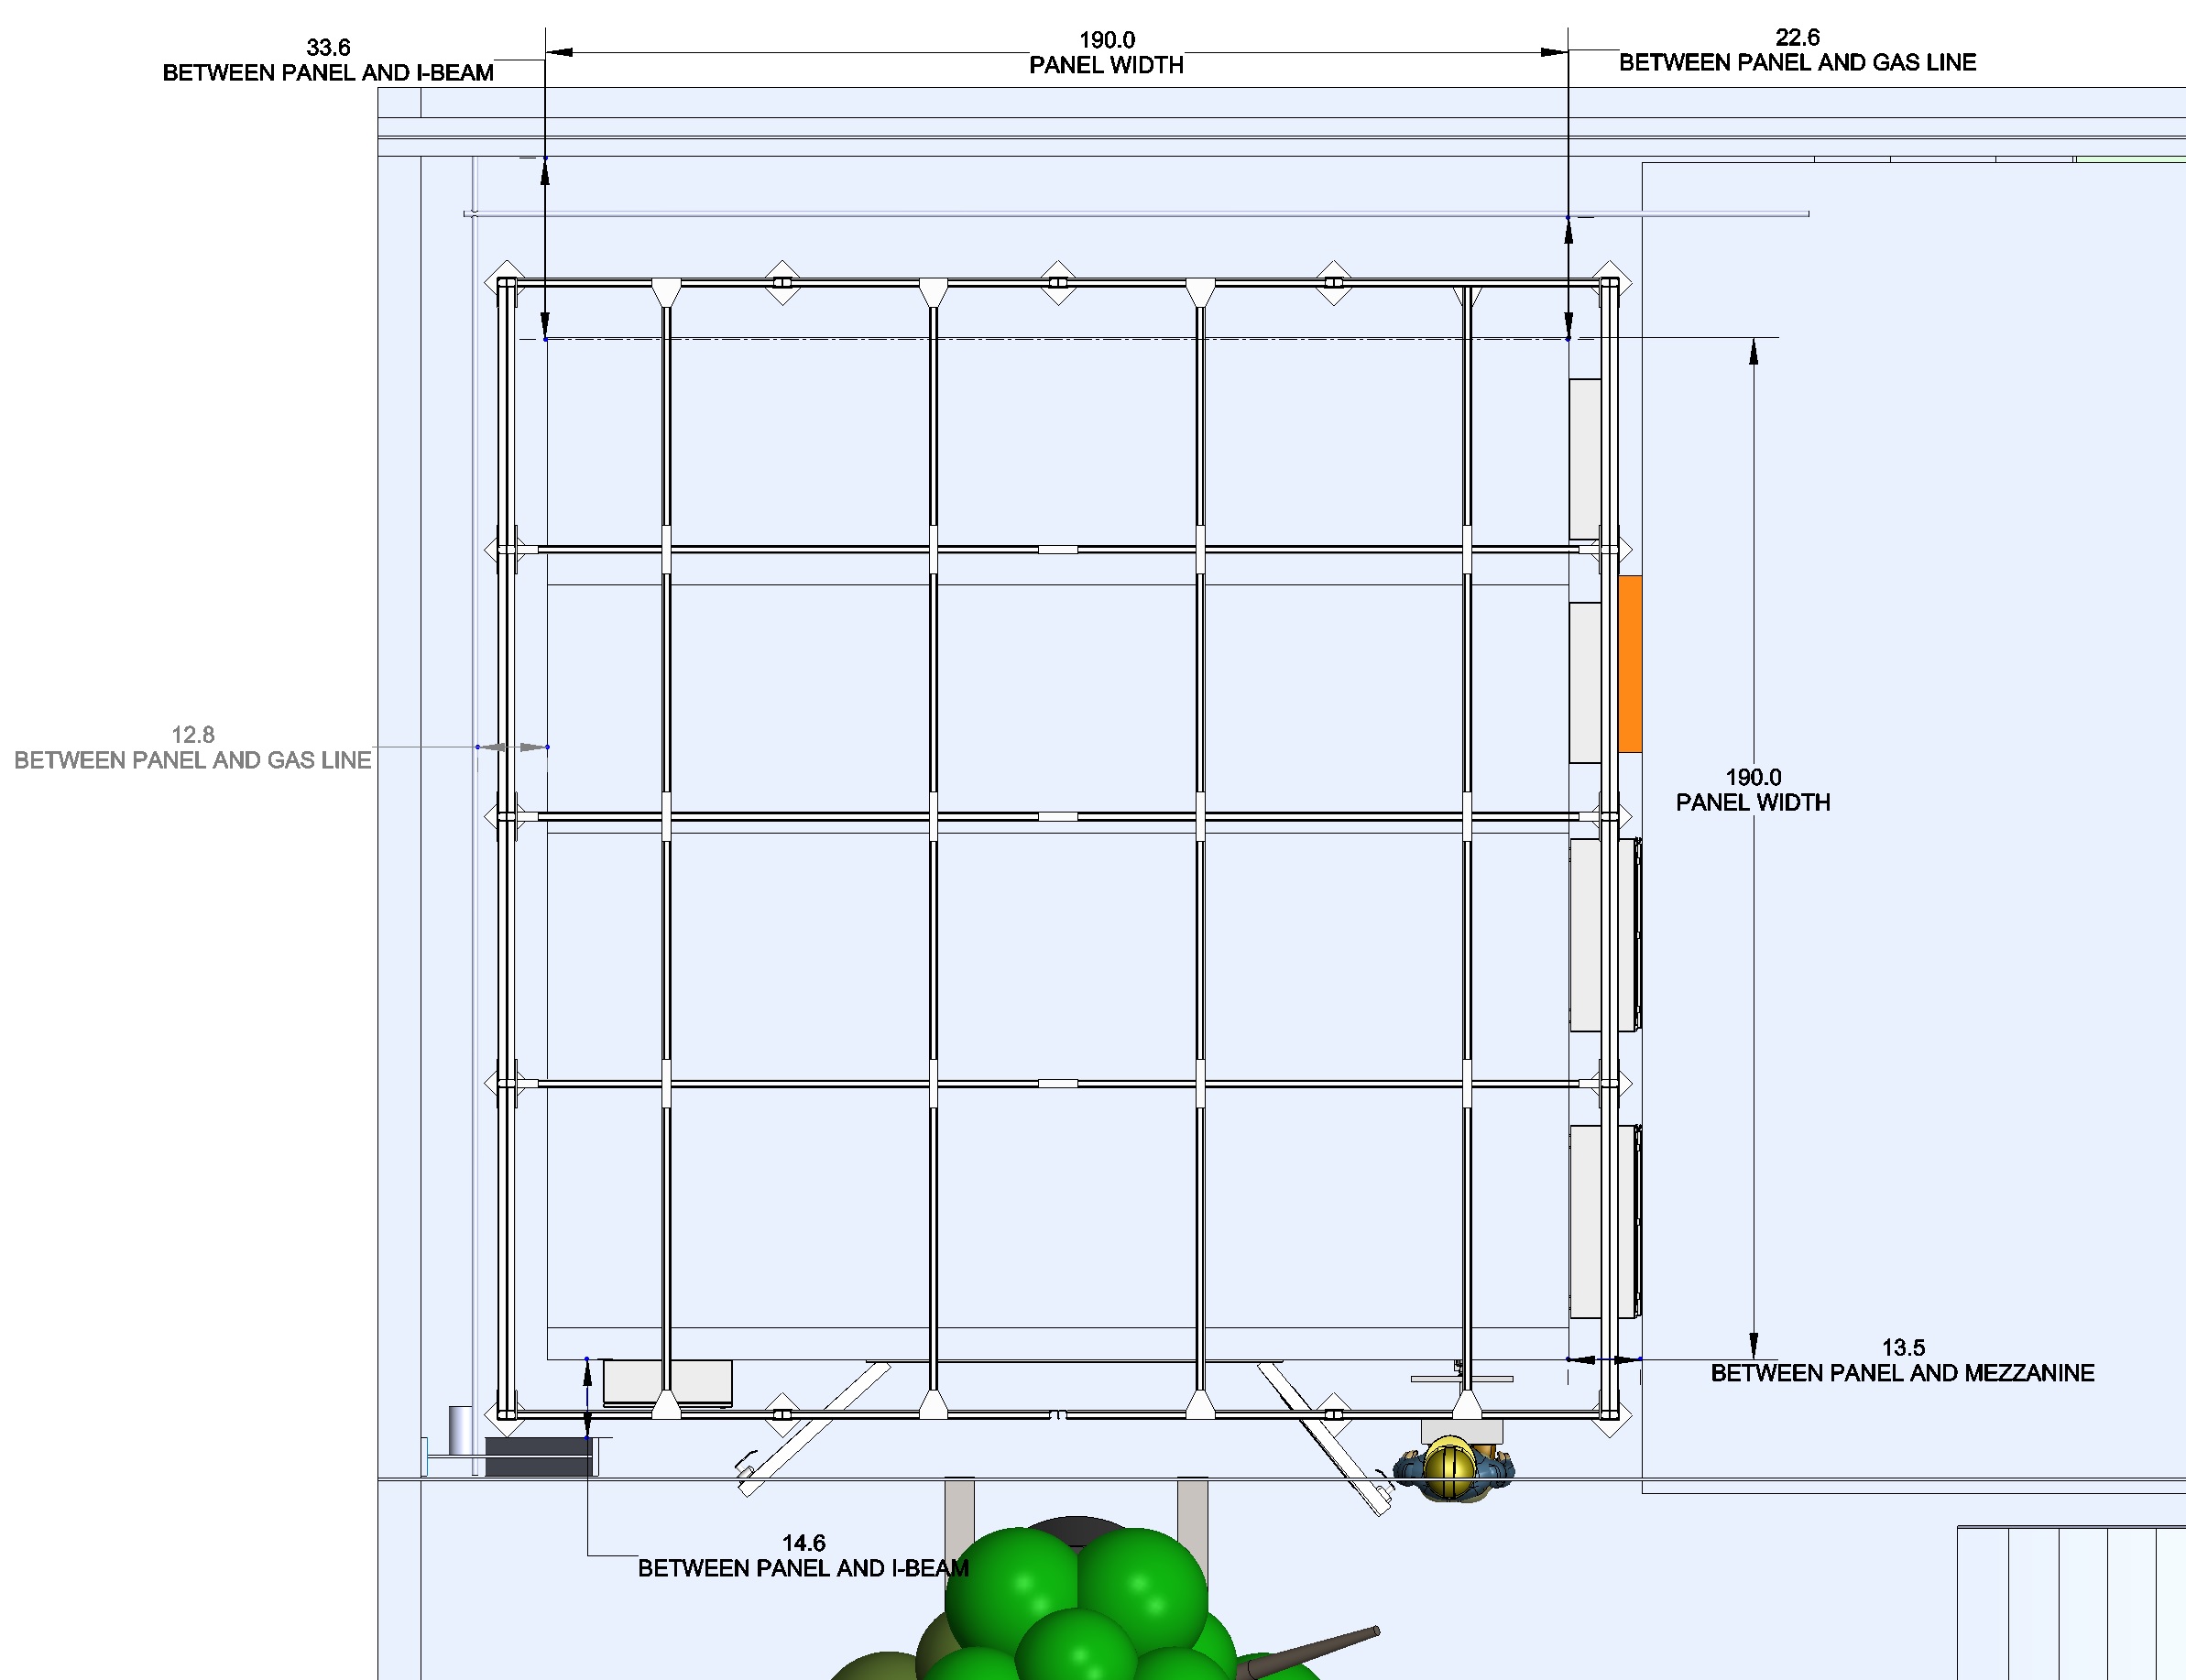 33.6
BETWEEN PANEL AND I-BEAM
190.0
PANEL WIDTH
22.6
BETWEEN PANEL AND GAS LINE
12.8
BETWEEN PANEL AND GAS LINE
190.0
PANEL WIDTH
13.5
BETWEEN PANEL AND MEZZANINE
14.6
BETWEEN PANEL AND I-BEAM